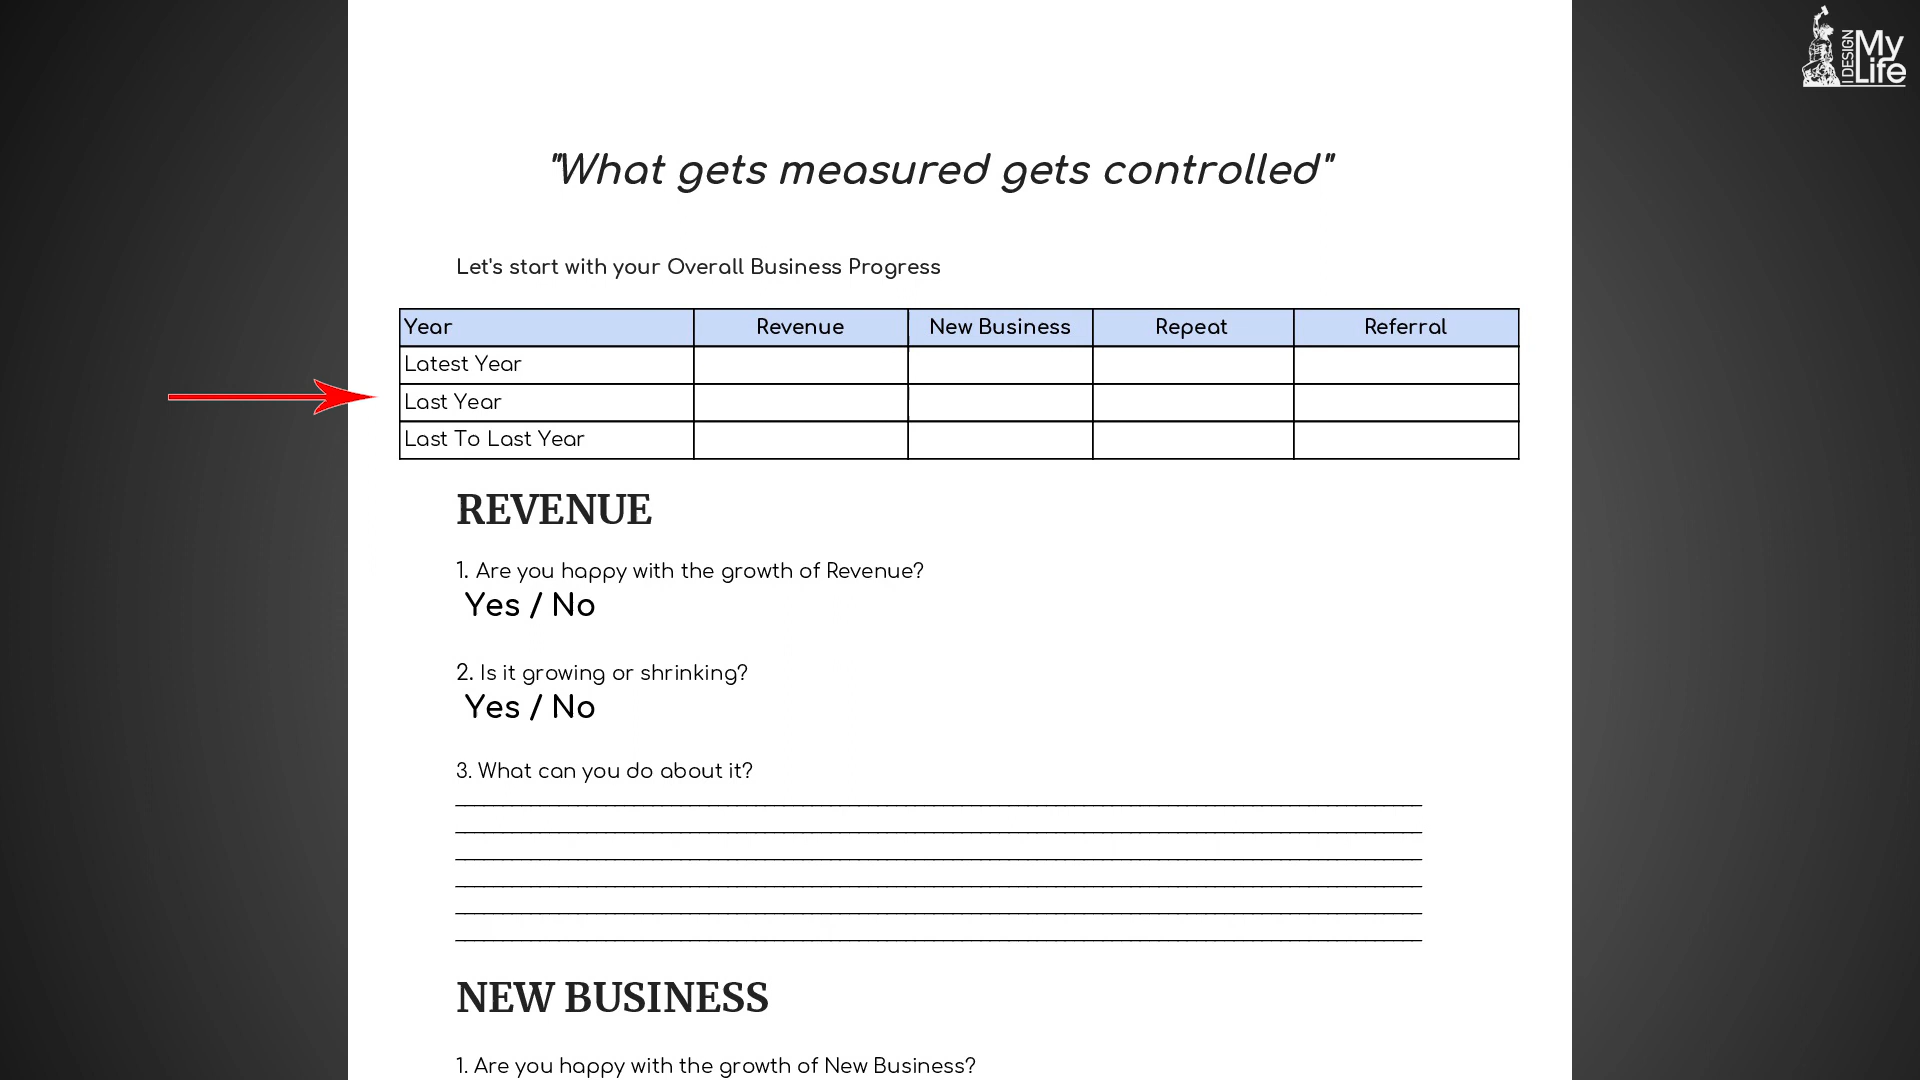 I DESIGN My Life
"What gets measured gets controlled"
Let's start with your Overall Business Progress
Year Revenue New Business Repeat Referral
Latest Year
Last Year
Last To Last Year
REVENUE
1. Are you happy with the growth of Revenue?
Yes / No
2. Is it growing or shrinking?
Yes / No
3. What can you do about it?
NEW BUSINESS
1. Are you happy with the growth of New Business?